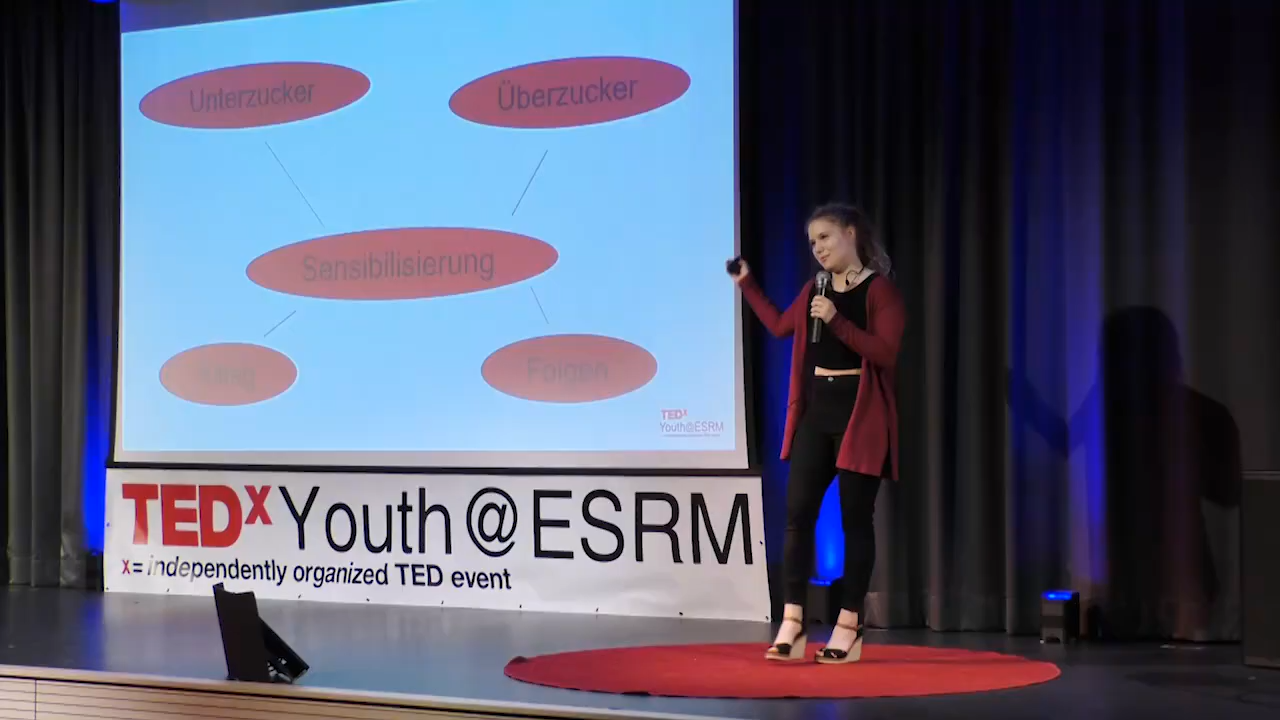 Unterzucker
Überzucker
Sensibilisierung
Folgen
TEDx
Youth@ESRM
TEDx Youth@ESRM
x = independently organized TED event